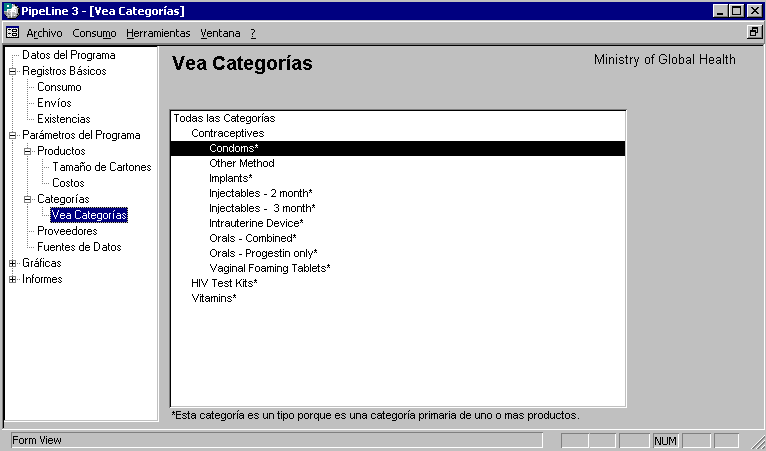 PipeLine 3 - [Vea Categorías]
Archivo Consumo Herramientas Ventana ?
Datos del Programa
Registros Básicos
Consumo
Envíos
Existencias
Parámetros del Programa
Productos
Tamaño de Cartones
Costos
Categorías
Vea Categorías
Proveedores
Fuentes de Datos
Gráficas
Informes
Vea Categorías
Ministry of Global Health
Todas las Categorías
Contraceptives
Condoms*
Other Method
Implants*
Injectables - 2 month*
Injectables -  3 month*
Intrauterine Device*
Orals - Combined*
Orals - Progestin only*
Vaginal Foaming Tablets*
HIV Test Kits*
Vitamins*
*Esta categoría es un tipo porque es una categoría primaria de uno o mas productos.
Form View
NUM